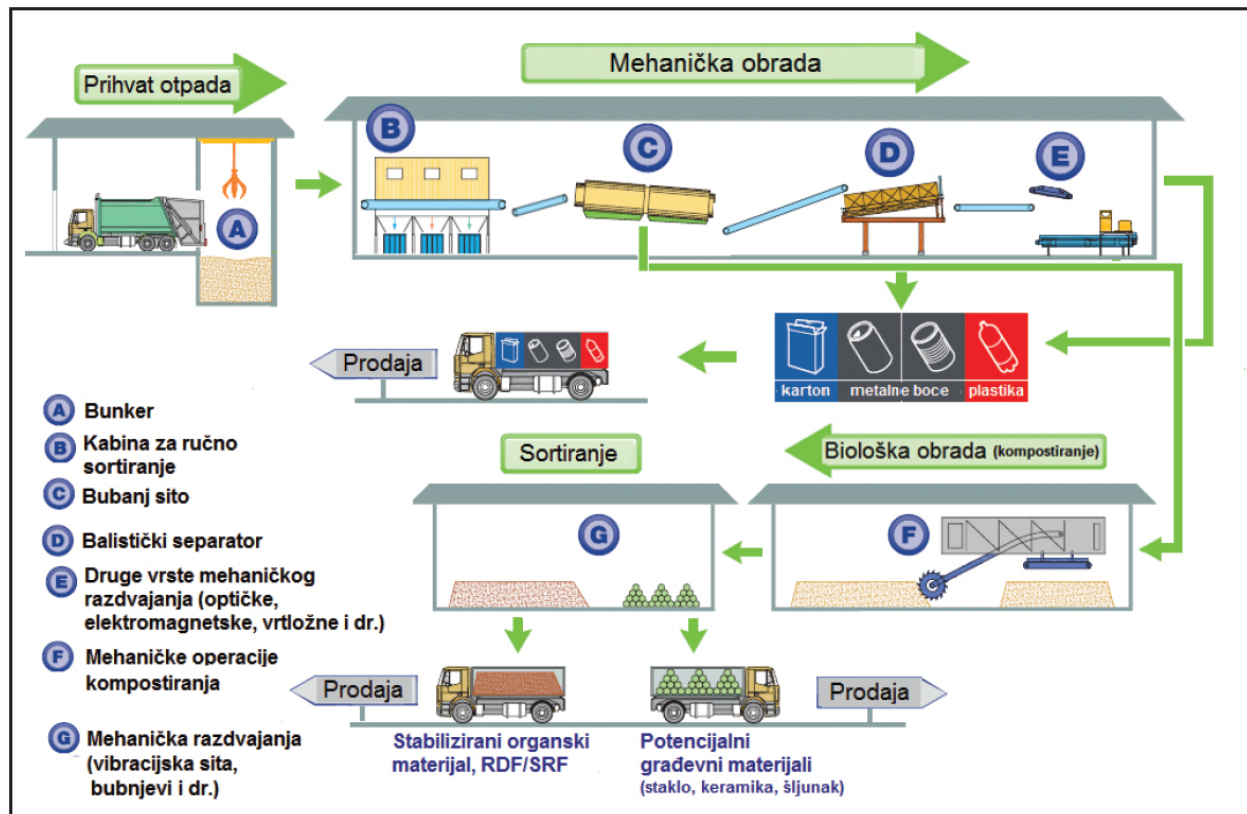 Prihvat otpada
Mehanička obrada
A
B
C
D
E
karton
metalne boce
plastika
Prodaja
A Bunker
B Kabina za ručno
sortiranje
C Bubanj sito
D Balistički separator
E Druge vrste mehaničkog
razdvajanja (optičke,
elektromagnetske, vrtložne i dr.)
F Mehaničke operacije
kompostiranja
G Mehanička razdvajanja
(vibracijska sita,
bubnjevi i dr.)
Sortiranje
Biološka obrada (kompostiranje)
G
F
Prodaja
Prodaja
Stabilizirani organski
materijal, RDF/SRF
Potencijalni
građevni materijali
(staklo, keramika, šljunak)